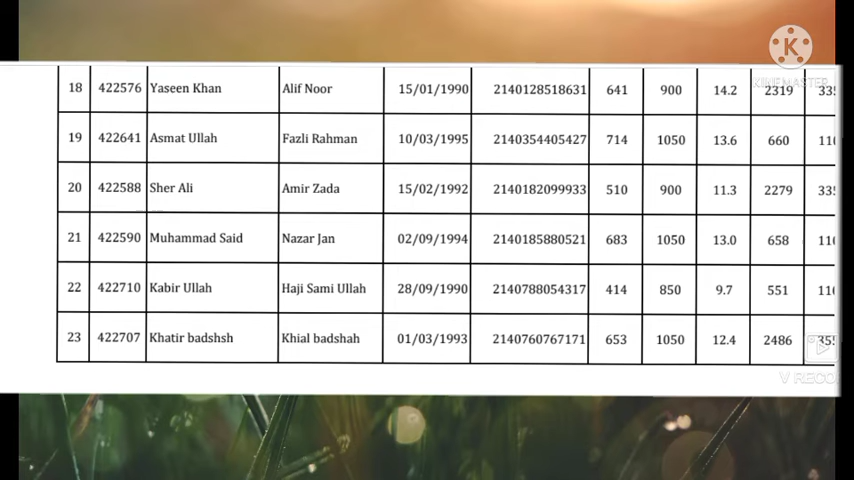 K
KINEMASTER
18 422576 Yaseen Khan Alif Noor 15/01/1990 2140128518631 641 900 14.2 2319 335
19 422641 Asmat Ullah Fazli Rahman 10/03/1995 2140354405427 714 1050 13.6 660 110
20 422588 Sher Ali Amir Zada 15/02/1992 2140182099933 510 900 11.3 2279 335
21 422590 Muhammad Said Nazar Jan 02/09/1994 2140185880521 683 1050 13.0 658 110
22 422710 Kabir Ullah Haji Sami Ullah 28/09/1990 2140788054317 414 850 9.7 551 110
23 422707 Khatir badshsh Khial badshah 01/03/1993 2140760767171 653 1050 12.4 2486 355
V RECO